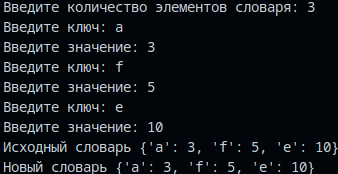 Введите количество элементов словаря: 3
Введите ключ: a
Введите значение: 3
Введите ключ: f
Введите значение: 5
Введите ключ: e
Введите значение: 10
Исходный словарь {'a': 3, 'f': 5, 'e': 10}
Новый словарь {'a': 3, 'f': 5, 'e': 10}